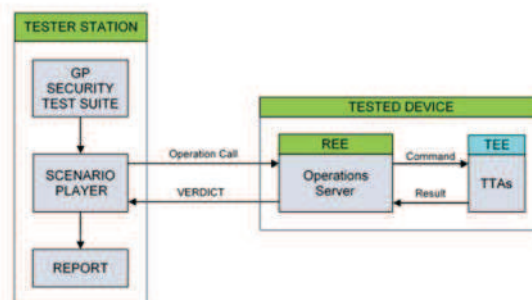 TESTER STATION
GP
SECURITY
TEST SUITE
SCENARIO
PLAYER
REPORT
Operation Call
VERDICT
TESTED DEVICE
REE
Operations
Server
Command
Result
TEE
TTAs